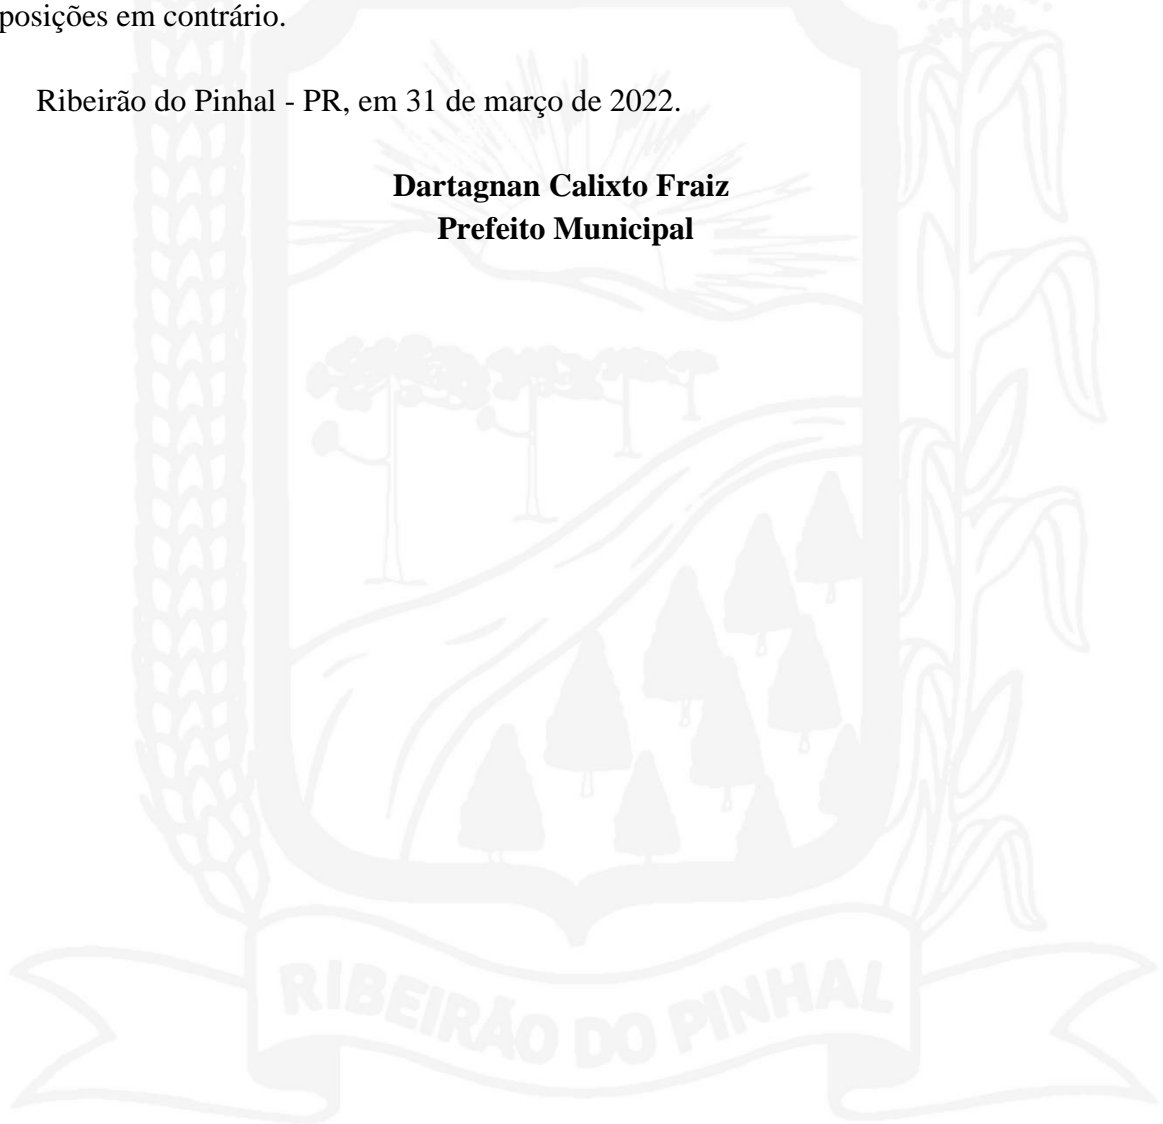 posições em contrário.
Ribeirão do Pinhal - PR, em 31 de março de 2022.
Dartagnan Calixto Fraiz
Prefeito Municipal
RIBEIRÃO DO PINHAL